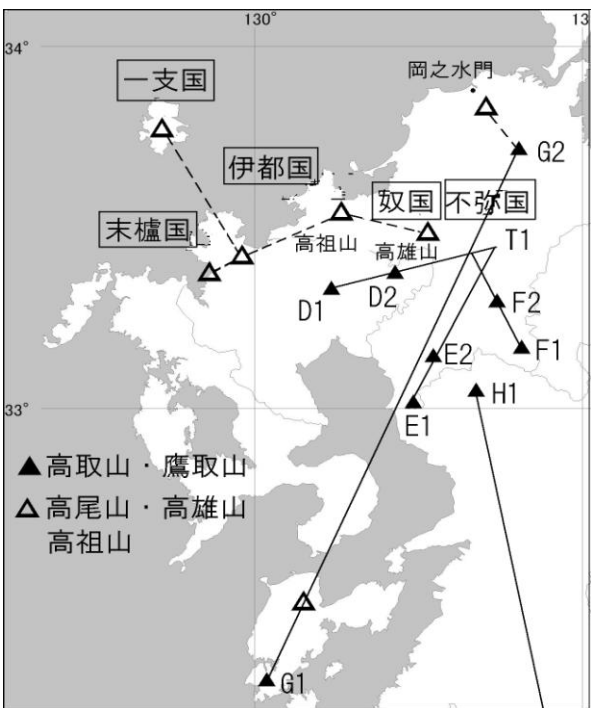 130°
13
34°
岡之水門
一支国
G2
伊都国
奴国
不弥国
末櫨国
高祖山
高雄山
T1
D1
D2
F2
F1
E2
H1
E1
33°
▲高取山・鷹取山
△高尾山・高雄山
高祖山
G1